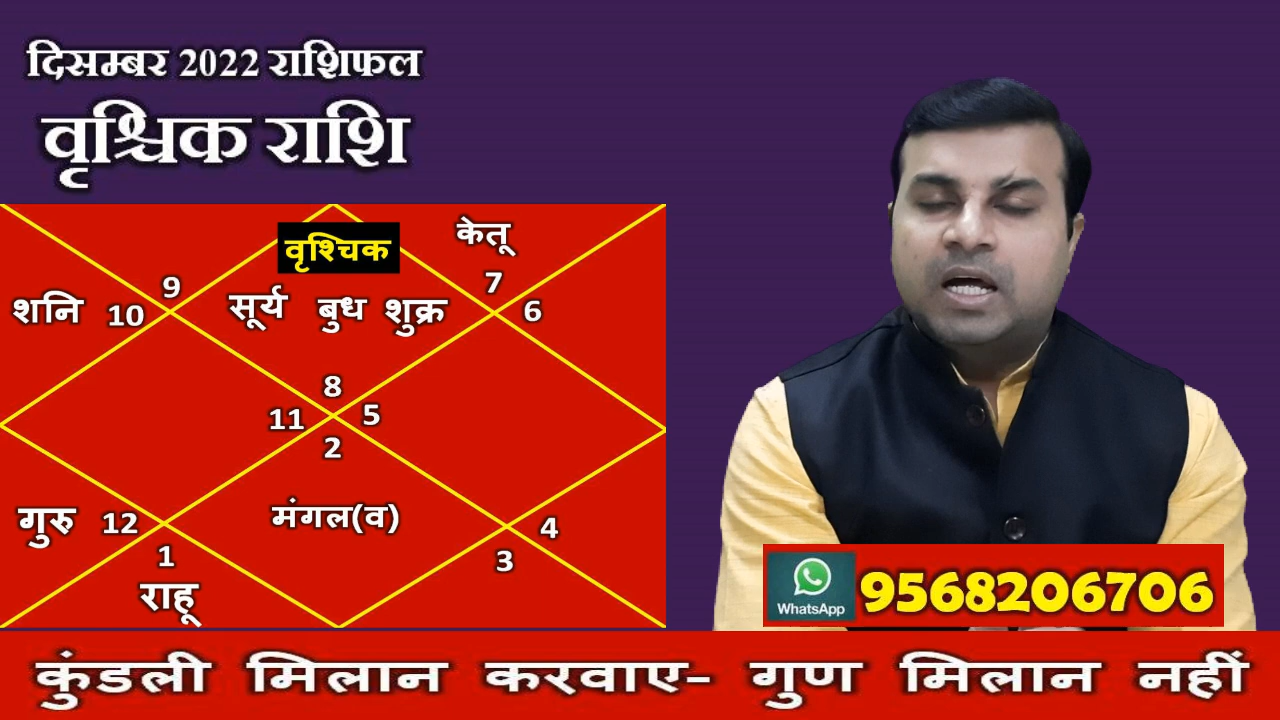 दिसम्बर 2022 राशिफल
वृश्चिक राशि
वृश्चिक
केतू
9
7
शनि 10
सूर्य बुध शुक्र
6
8
11
5
2
गुरु 12
मंगल(व)
4
1
3
राहू
WhatsApp
9568206706
कुंडली मिलान करवाए- गुण मिलान नहीं